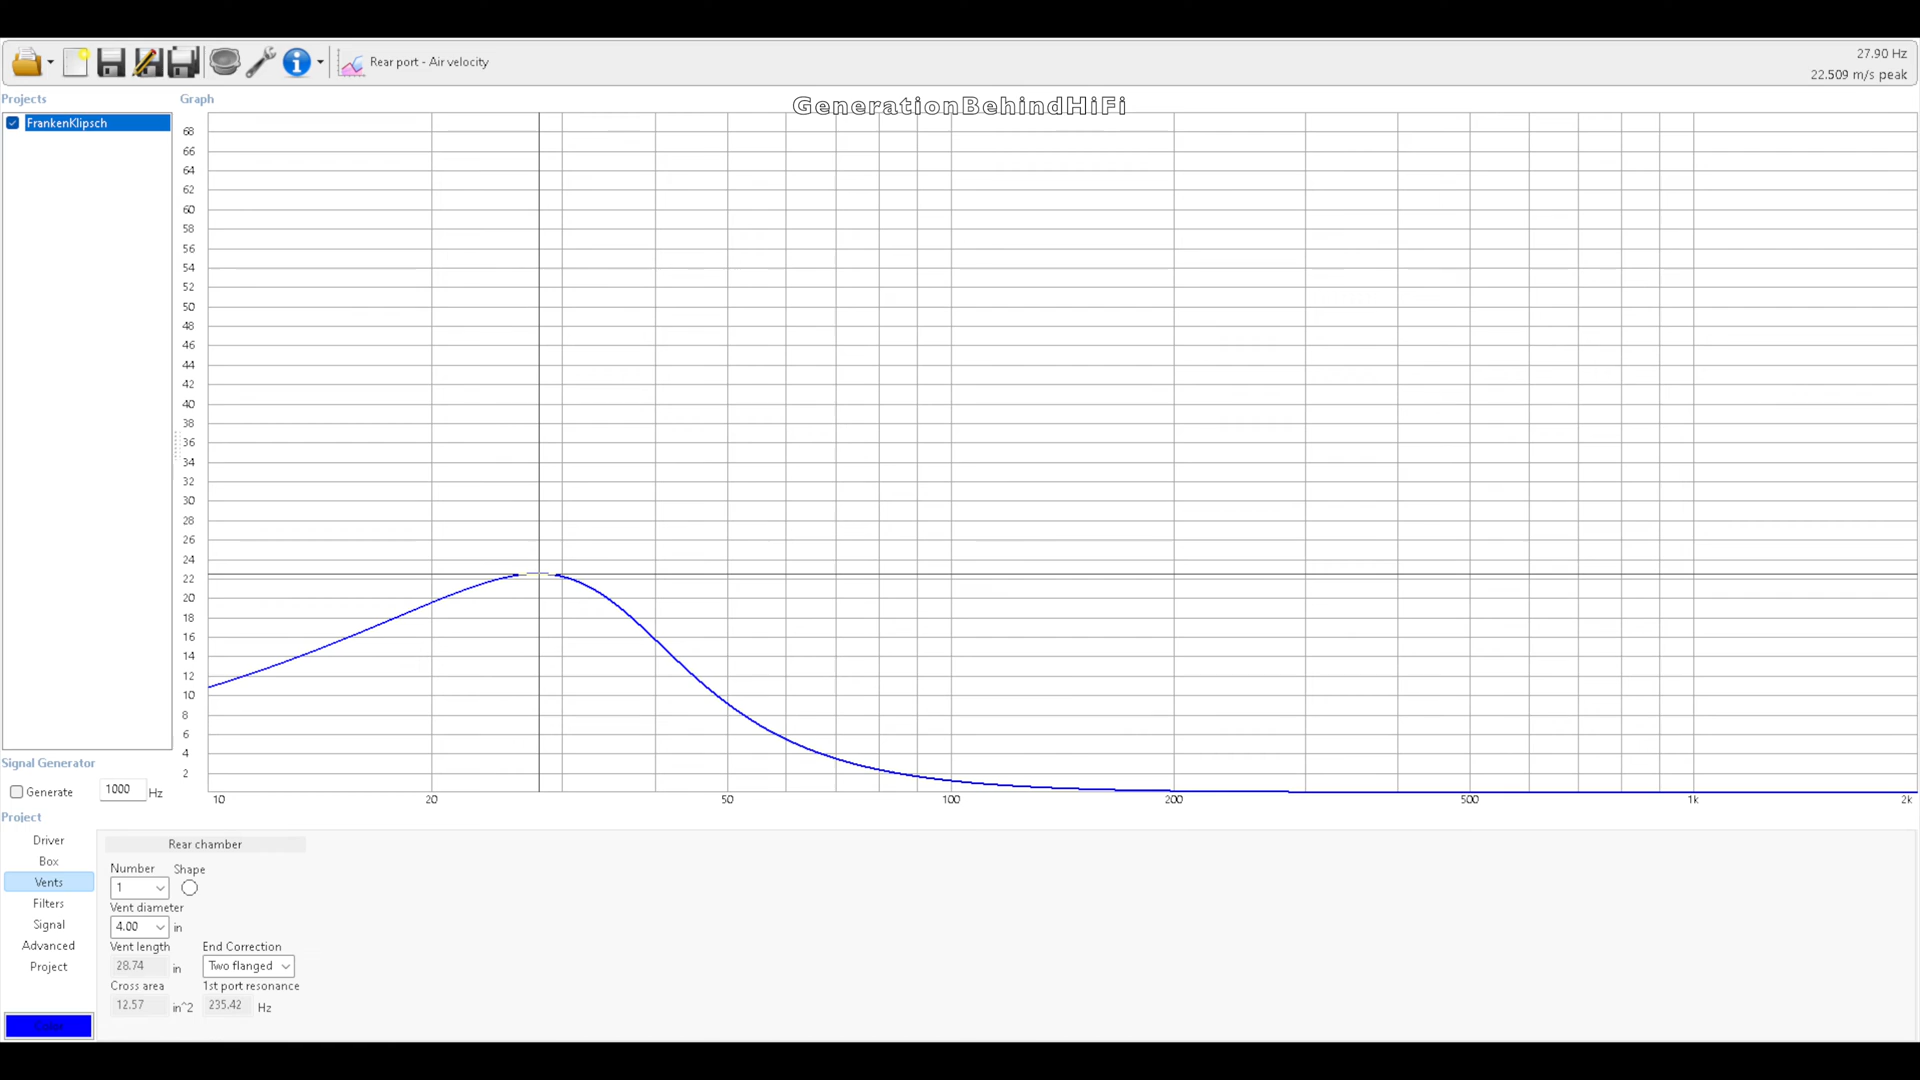 Rear port - Air velocity
27.90 Hz
22.509 m/s peak
Projects
Graph
GenerationBehindHiFi
FrankenKlipsch
68
66
64
62
60
58
56
54
52
50
48
46
44
42
40
38
36
34
32
30
28
26
24
22
20
18
16
14
12
10
8
6
4
2
10 20 50 100 200 500 1k 2k
Signal Generator
Generate 1000 Hz
Project
Driver
Box
Vents
Filters
Signal
Advanced
Project
Rear chamber
Number Shape
1
Vent diameter
4.00 in
Vent length End Correction
28.74 in Two flanged
Cross area 1st port resonance
12.57 in^2 235.42 Hz